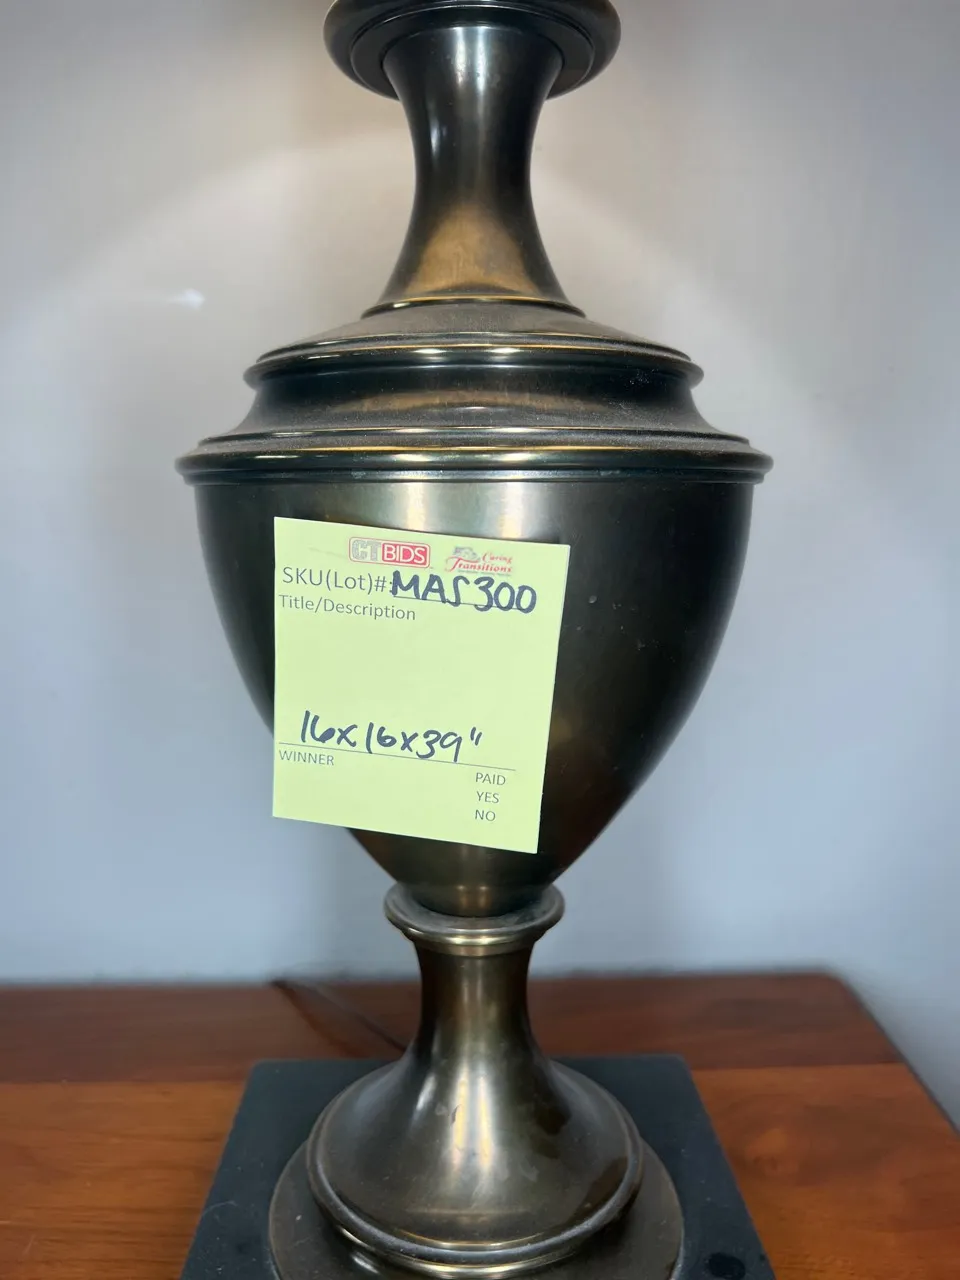 CTBIDS
Caring
Transitions
SKU(Lot)#: MAS300
Title/Description
16x16x39"
WINNER
PAID
YES
NO